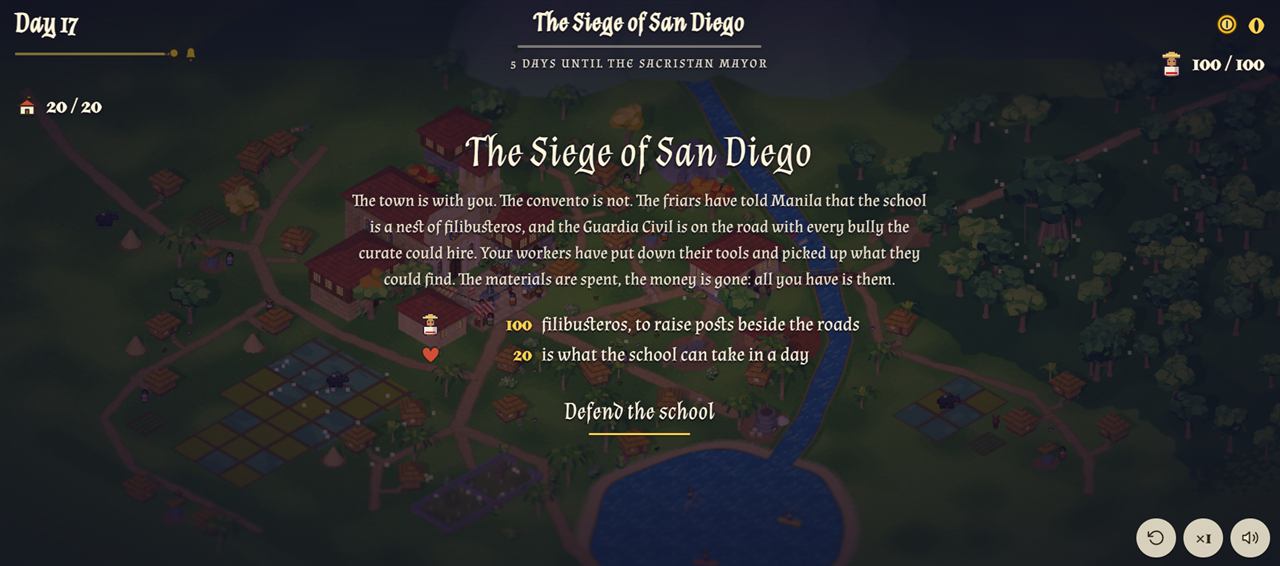 Day 17
The Siege of San Diego
5 DAYS UNTIL THE SACRISTAN MAYOR
0
100 / 100
20 / 20
The Siege of San Diego
The town is with you. The convento is not. The friars have told Manila that the school
is a nest of filibusteros, and the Guardia Civil is on the road with every bully the
curate could hire. Your workers have put down their tools and picked up what they
could find. The materials are spent, the money is gone: all you have is them.
100 filibusteros, to raise posts beside the roads
20 is what the school can take in a day
Defend the school
×1